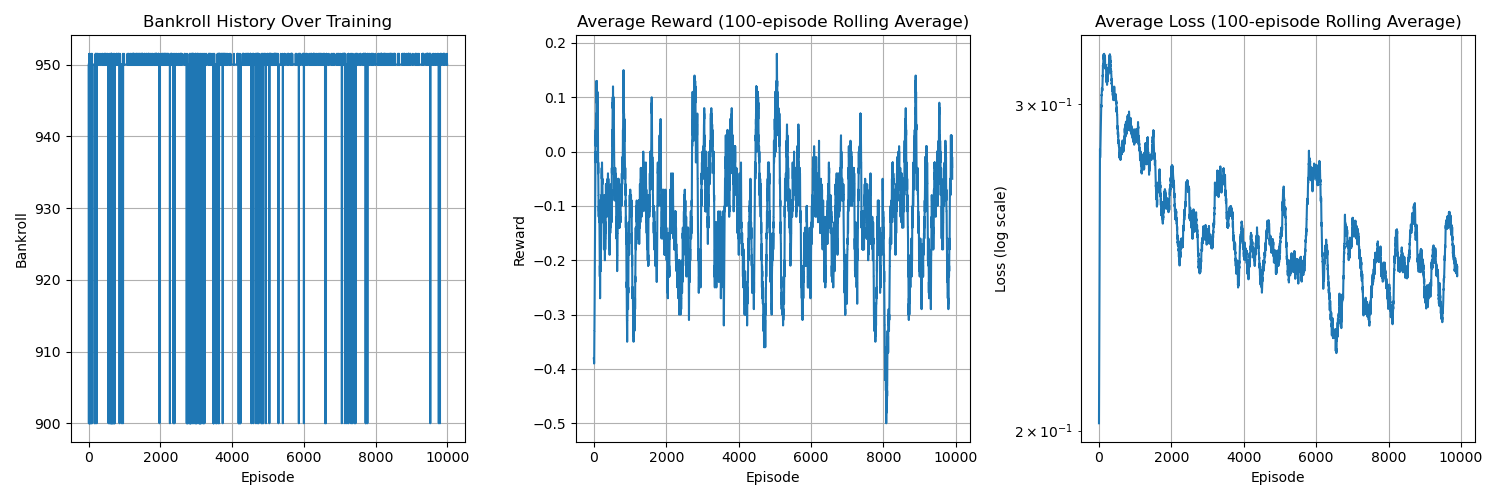 Bankroll History Over Training
950
940
930
920
910
900
Bankroll
0
2000
4000
6000
8000
10000
Episode
Average Reward (100-episode Rolling Average)
0.2
0.1
0.0
−0.1
−0.2
−0.3
−0.4
−0.5
Reward
0
2000
4000
6000
8000
10000
Episode
Average Loss (100-episode Rolling Average)
3 × 10⁻¹
2 × 10⁻¹
Loss (log scale)
0
2000
4000
6000
8000
10000
Episode